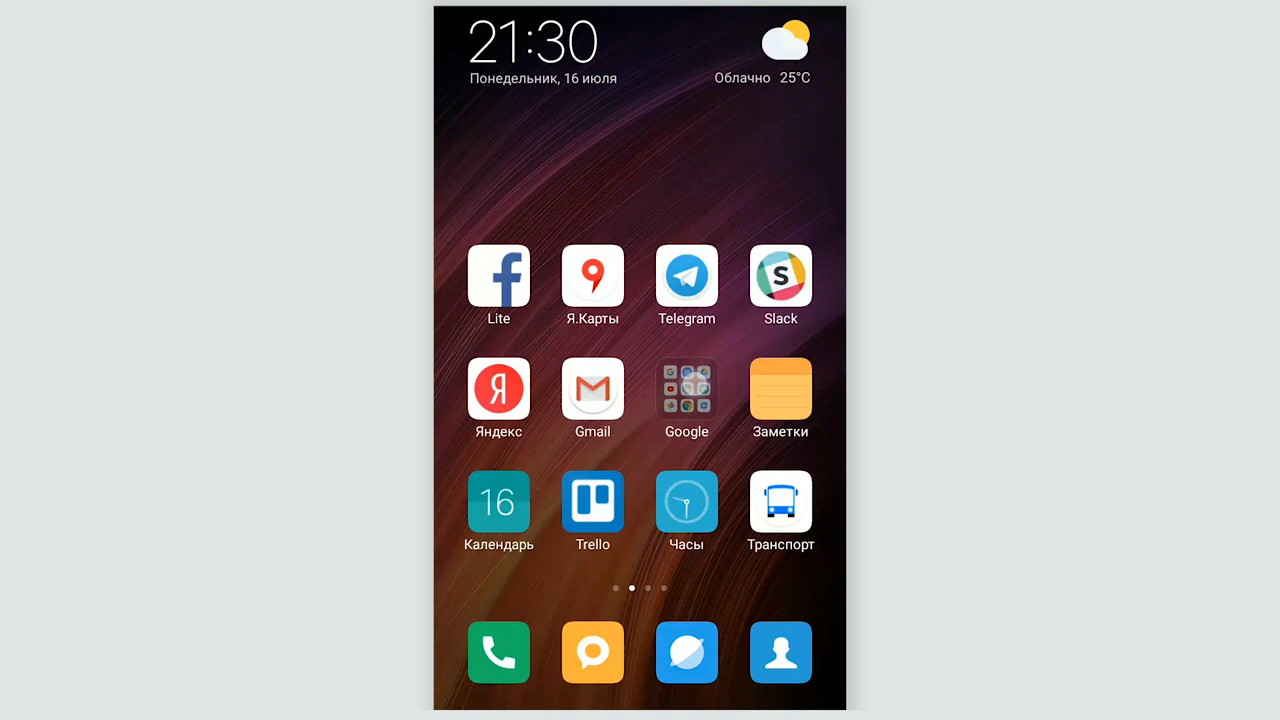 21:30
Понедельник, 16 июля
Облачно 25°C
Lite
Я.Карты
Telegram
S
Slack
Я
Яндекс
Gmail
Google
Заметки
16
Календарь
Trello
Часы
Транспорт